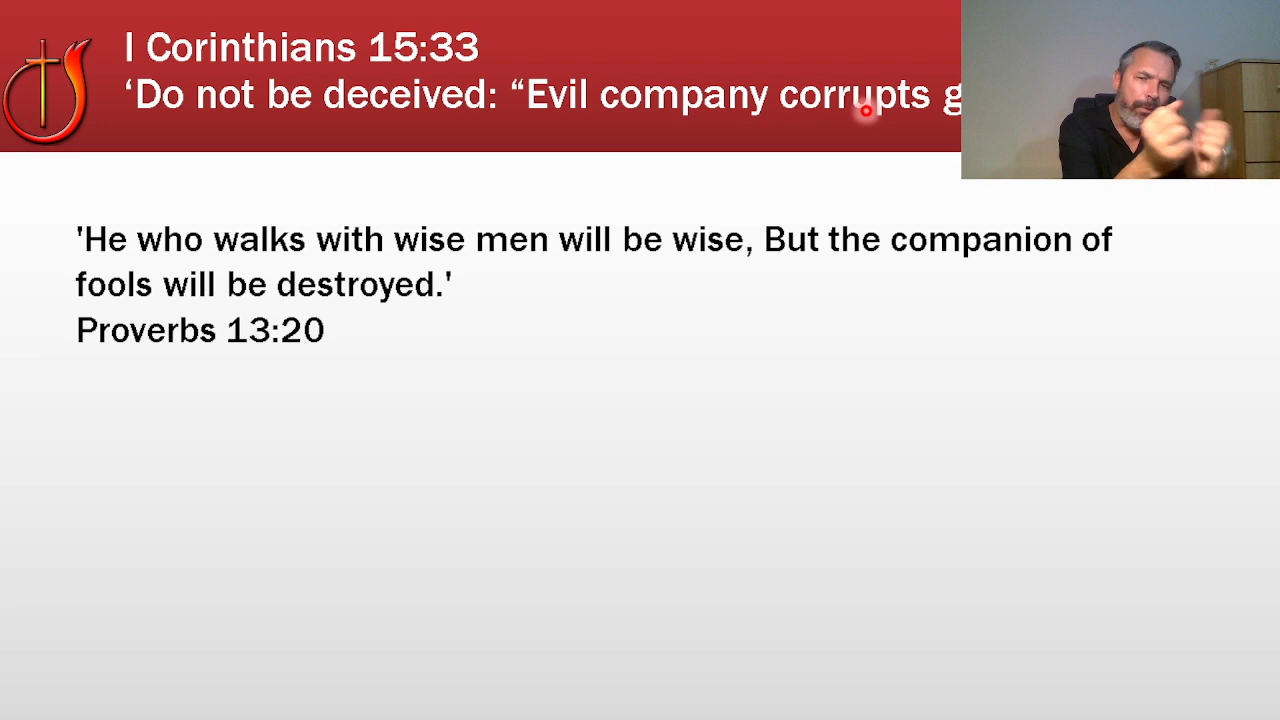 I Corinthians 15:33
‘Do not be deceived: “Evil company corrupts g
'He who walks with wise men will be wise, But the companion of
fools will be destroyed.'
Proverbs 13:20